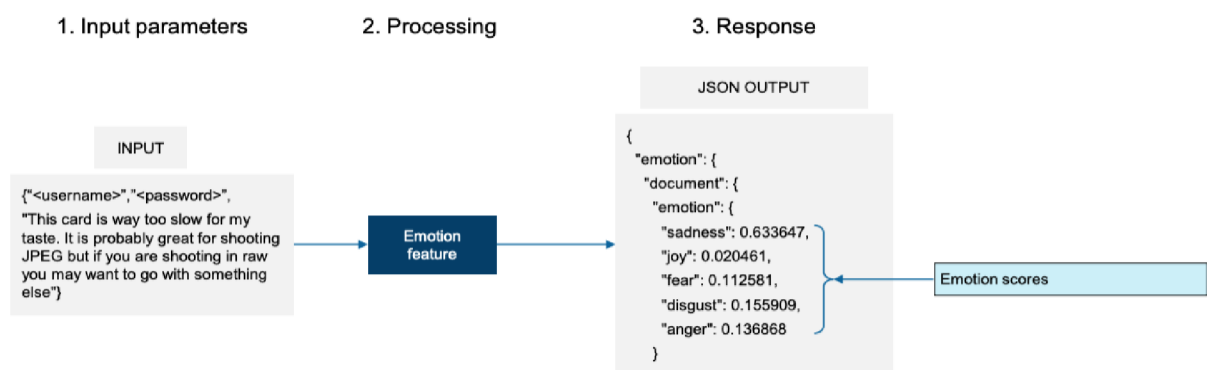 1. Input parameters
2. Processing
3. Response
INPUT
{"<username>","<password>",
"This card is way too slow for my
taste. It is probably great for shooting
JPEG but if you are shooting in raw
you may want to go with something
else"}
Emotion
feature
JSON OUTPUT
{
"emotion": {
"document": {
"emotion": {
"sadness": 0.633647,
"joy": 0.020461,
"fear": 0.112581,
"disgust": 0.155909,
"anger": 0.136868
}
Emotion scores